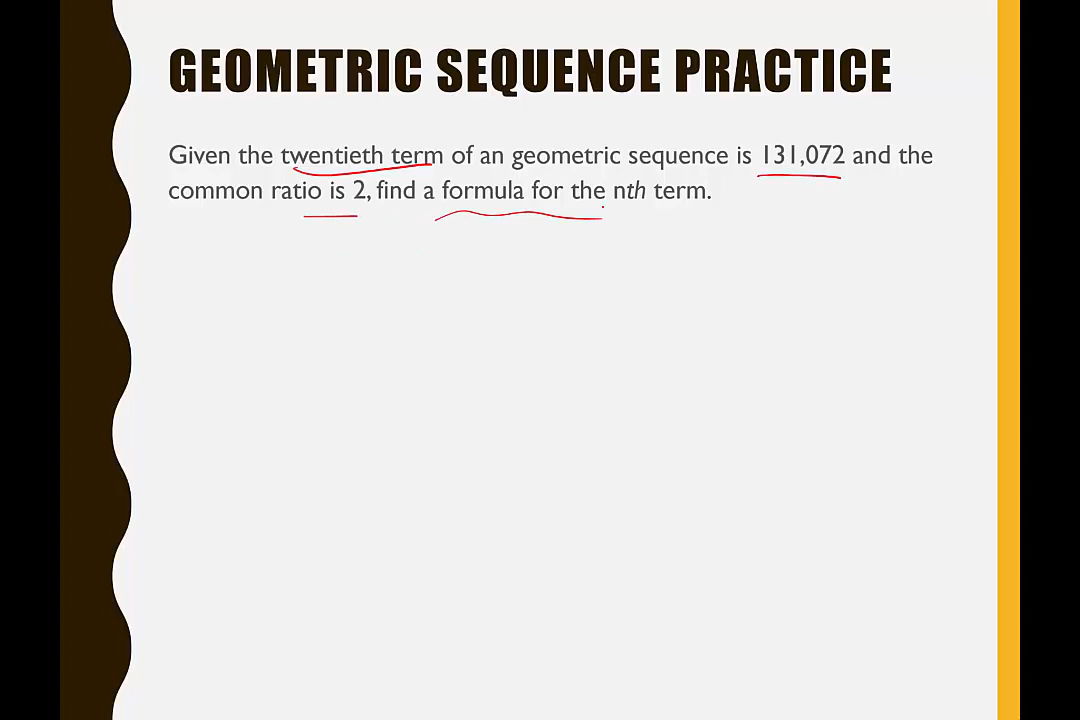 GEOMETRIC SEQUENCE PRACTICE
Given the twentieth term of an geometric sequence is 131,072 and the
common ratio is 2, find a formula for the nth term.